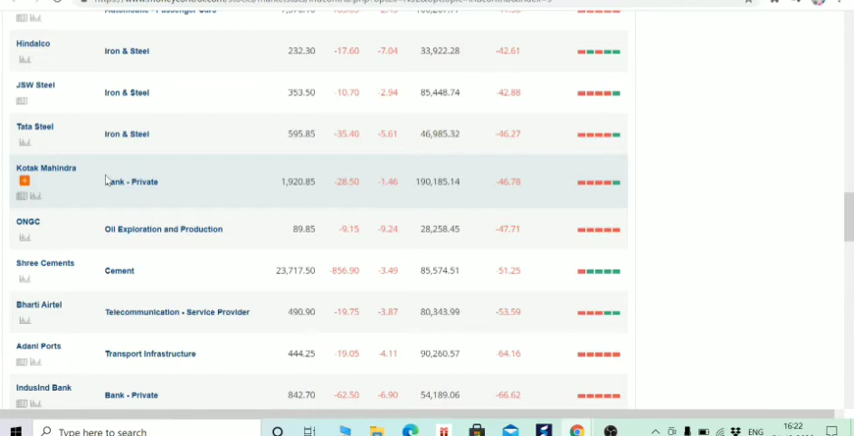 Hindalco Iron & Steel 232.30 -17.60 -7.04 33,922.28 -42.61
JSW Steel Iron & Steel 353.50 -10.70 -2.94 85,448.74 -42.88
Tata Steel Iron & Steel 595.85 -35.40 -5.61 46,985.32 -46.27
Kotak Mahindra Bank - Private 1,920.85 -28.50 -1.46 190,185.14 -46.78
ONGC Oil Exploration and Production 89.85 -9.15 -9.24 28,258.45 -47.71
Shree Cements Cement 23,717.50 -856.90 -3.49 85,574.51 -51.25
Bharti Airtel Telecommunication - Service Provider 490.90 -19.75 -3.87 80,343.99 -53.59
Adani Ports Transport Infrastructure 444.25 -19.05 -4.11 90,260.57 -64.16
IndusInd Bank Bank - Private 842.70 -62.50 -6.90 54,189.06 -66.62
Type here to search ENG 16:22